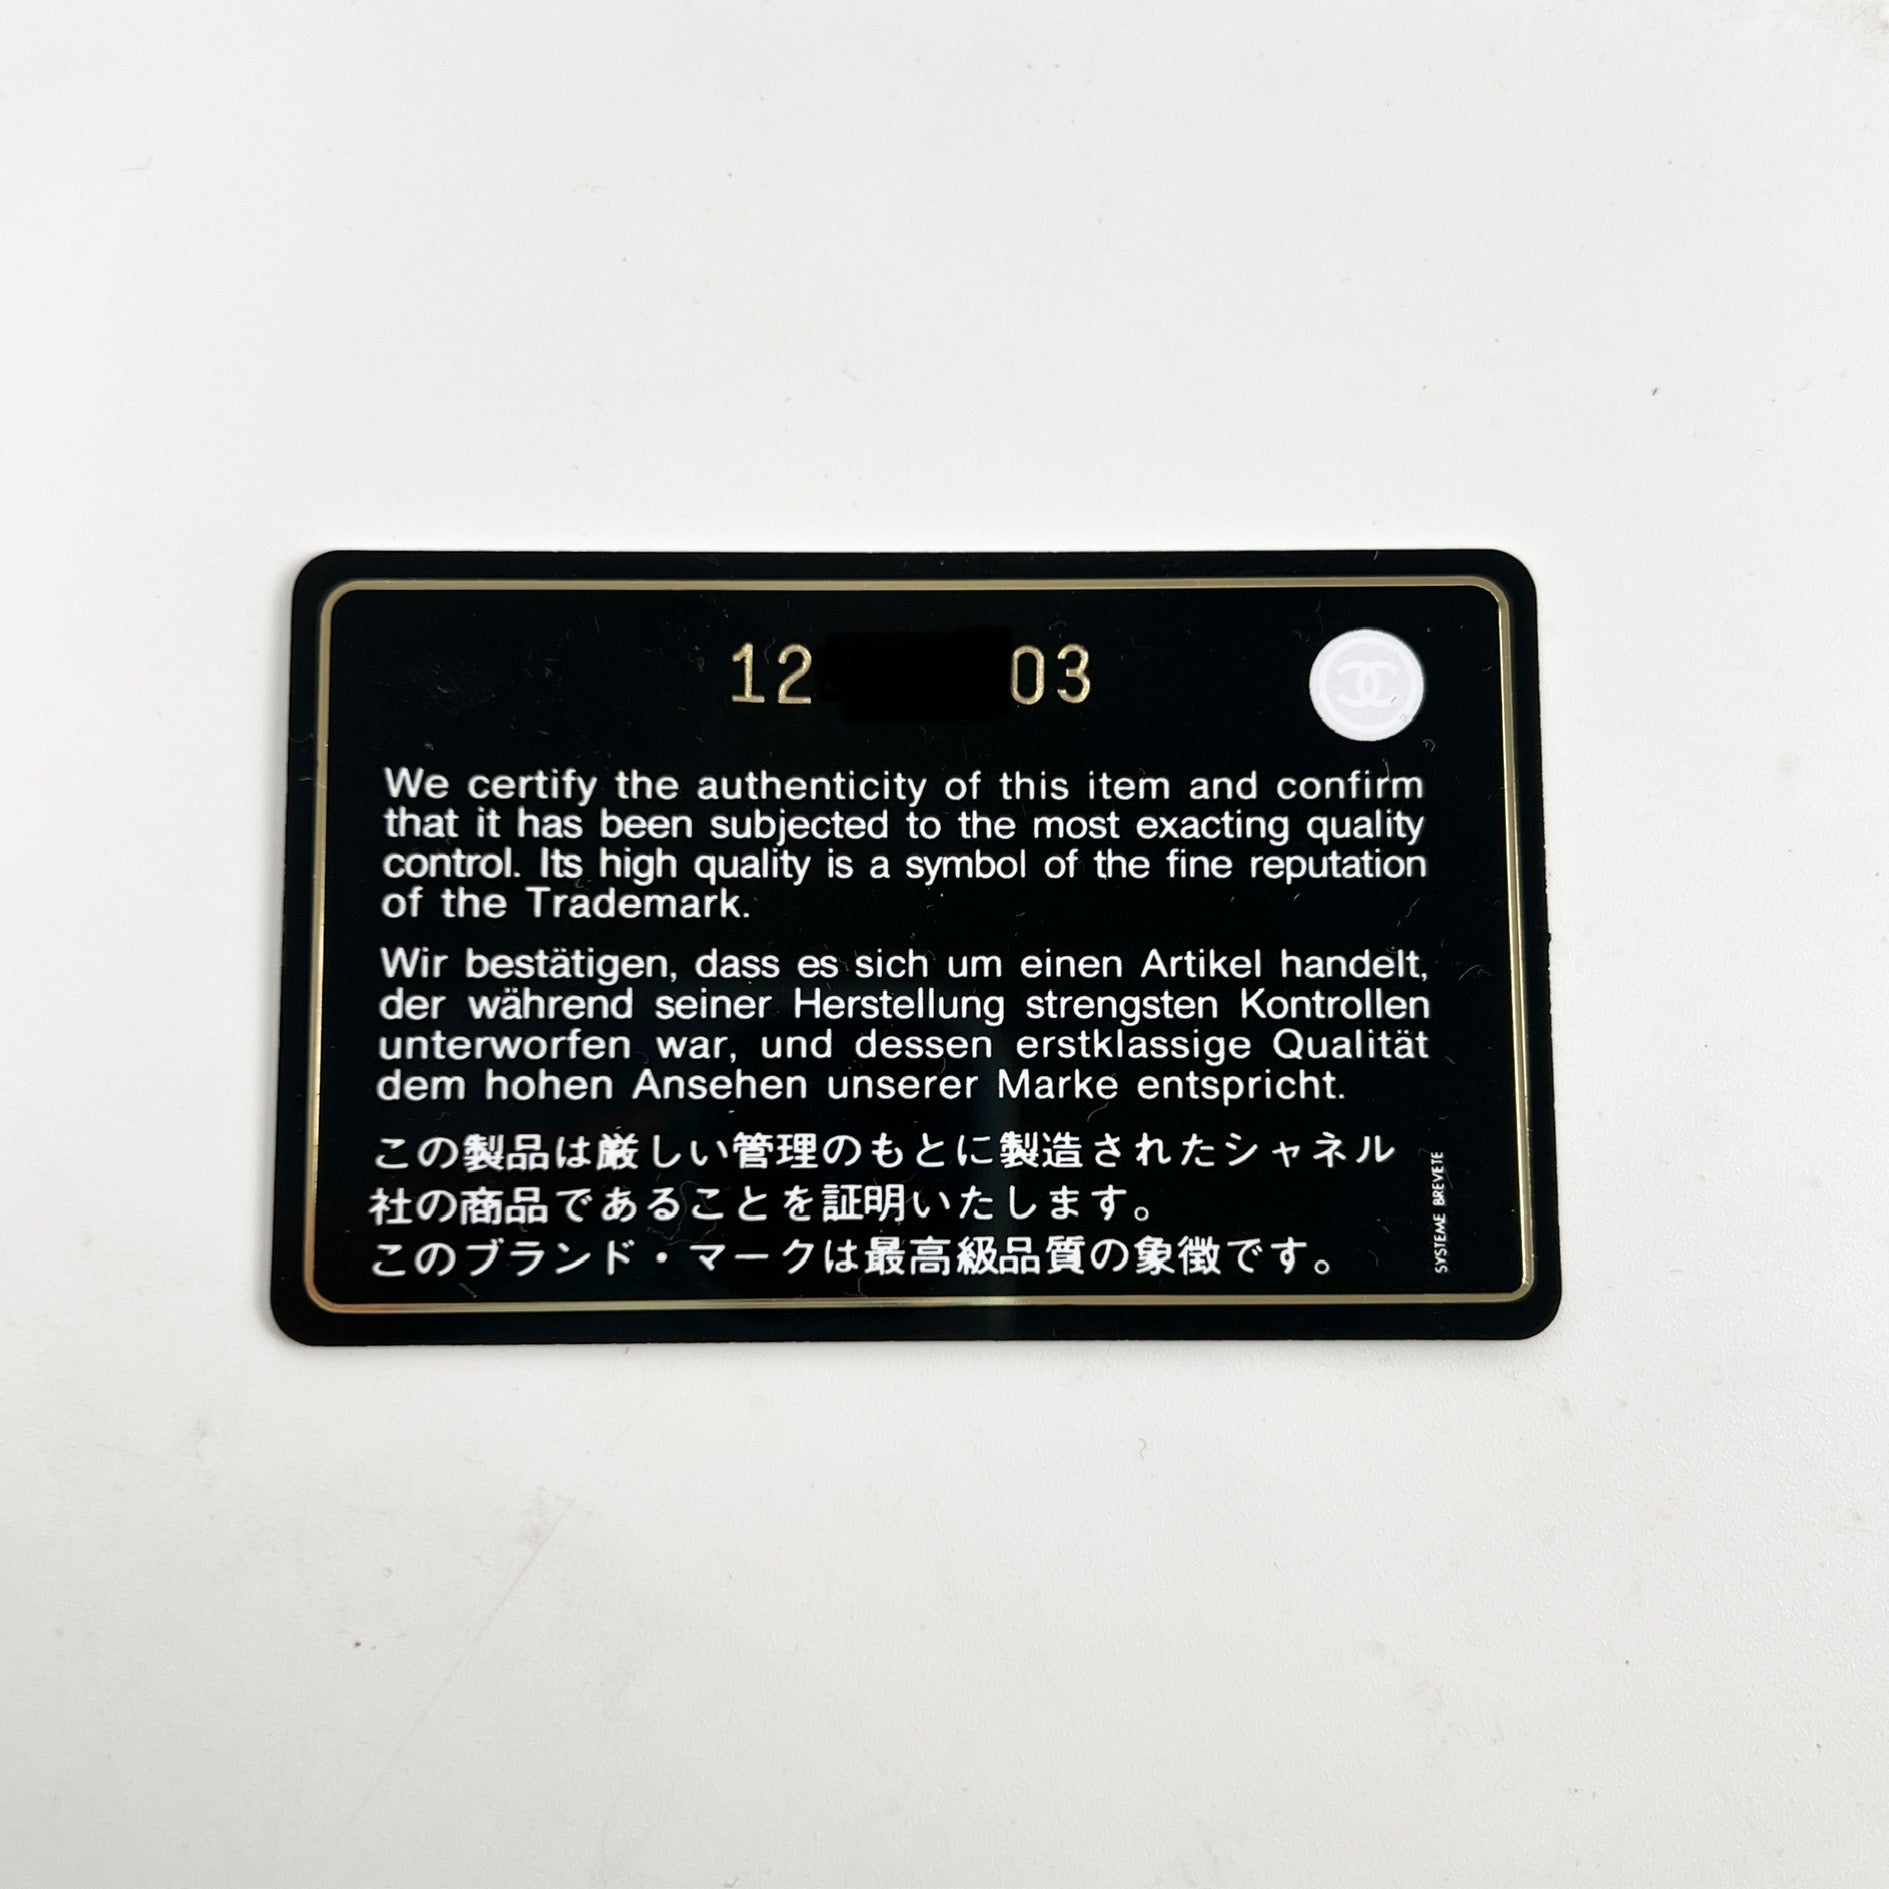 12 03
We certify the authenticity of this item and confirm
that it has been subjected to the most exacting quality
control. Its high quality is a symbol of the fine reputation
of the Trademark.
Wir bestätigen, dass es sich um einen Artikel handelt,
der während seiner Herstellung strengsten Kontrollen
unterworfen war, und dessen erstklassige Qualität
dem hohen Ansehen unserer Marke entspricht.
この製品は厳しい管理のもとに製造されたシャネル
社の商品であることを証明いたします。
このブランド・マークは最高級品質の象徴です。
SYSTEME BREVETE